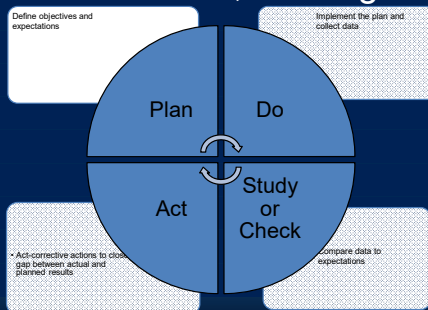 Define objectives and
expectations
Implement the plan and
collect data
Plan
Do
Act
Study
or
Check
• Act-corrective actions to close
gap between actual and
planned results
Compare data to
expectations